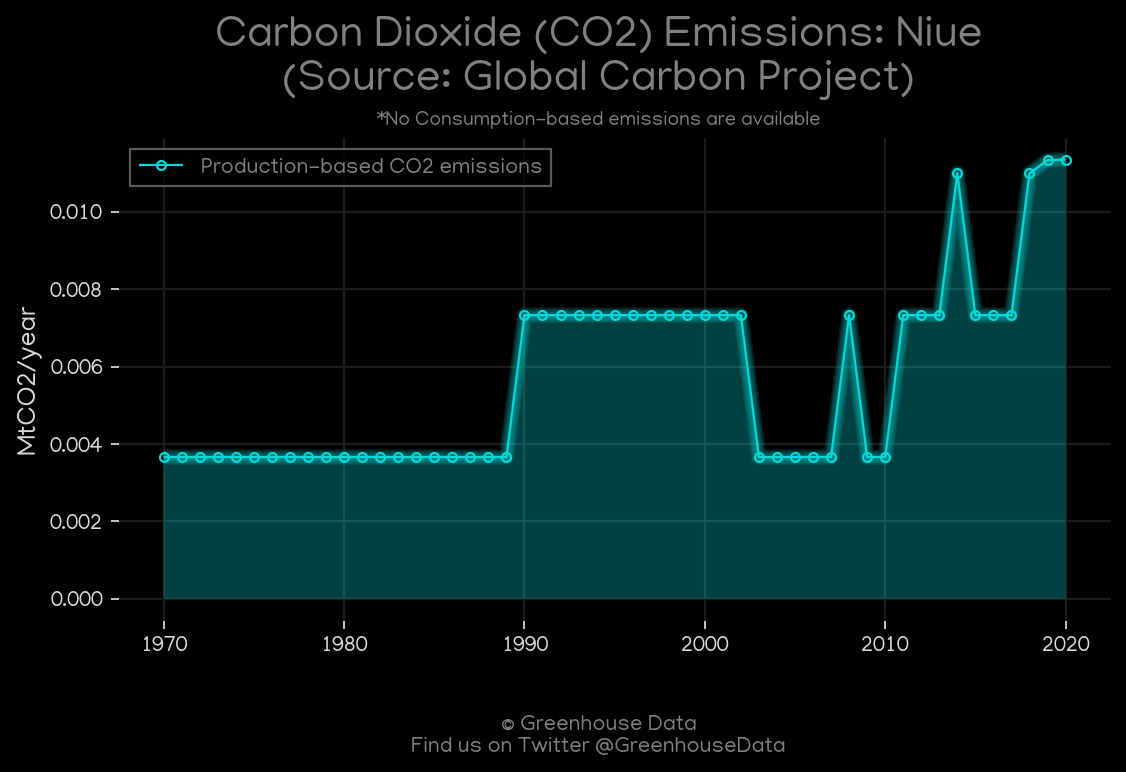 Carbon Dioxide (CO2) Emissions: Niue
(Source: Global Carbon Project)
*No Consumption-based emissions are available
Production-based CO2 emissions
MtCO2/year
0.010
0.008
0.006
0.004
0.002
0.000
1970 1980 1990 2000 2010 2020
© Greenhouse Data
Find us on Twitter @GreenhouseData